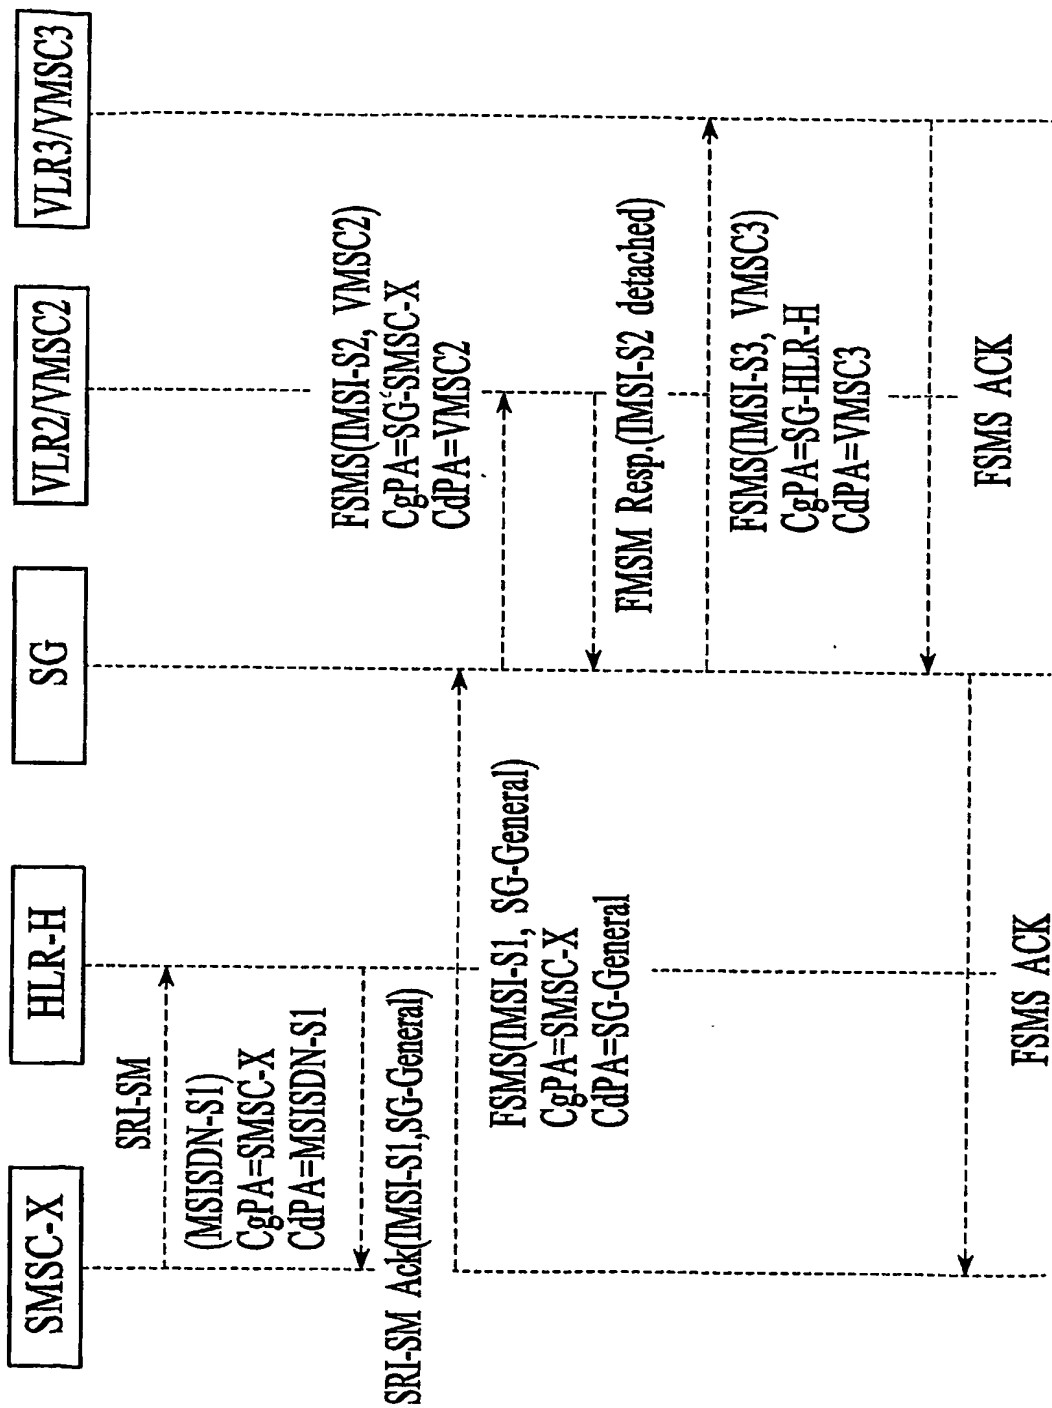 SMSC-X
HLR-H
SG
VLR2/VMSC2
VLR3/VMSC3
SRI-SM
(MSISDN-S1)
CgPA=SMSC-X
CdPA=MSISDN-S1
SRI-SM Ack(IMSI-S1,SG-General)
FSMS(IMSI-S1, SG-General)
CgPA=SMSC-X
CdPA=SG-General
FSMS(IMSI-S2, VMSC2)
CgPA=SG-SMSC-X
CdPA=VMSC2
FMSM Resp.(IMSI-S2 detached)
FSMS(IMSI-S3, VMSC3)
CgPA=SG-HLR-H
CdPA=VMSC3
FSMS ACK
FSMS ACK